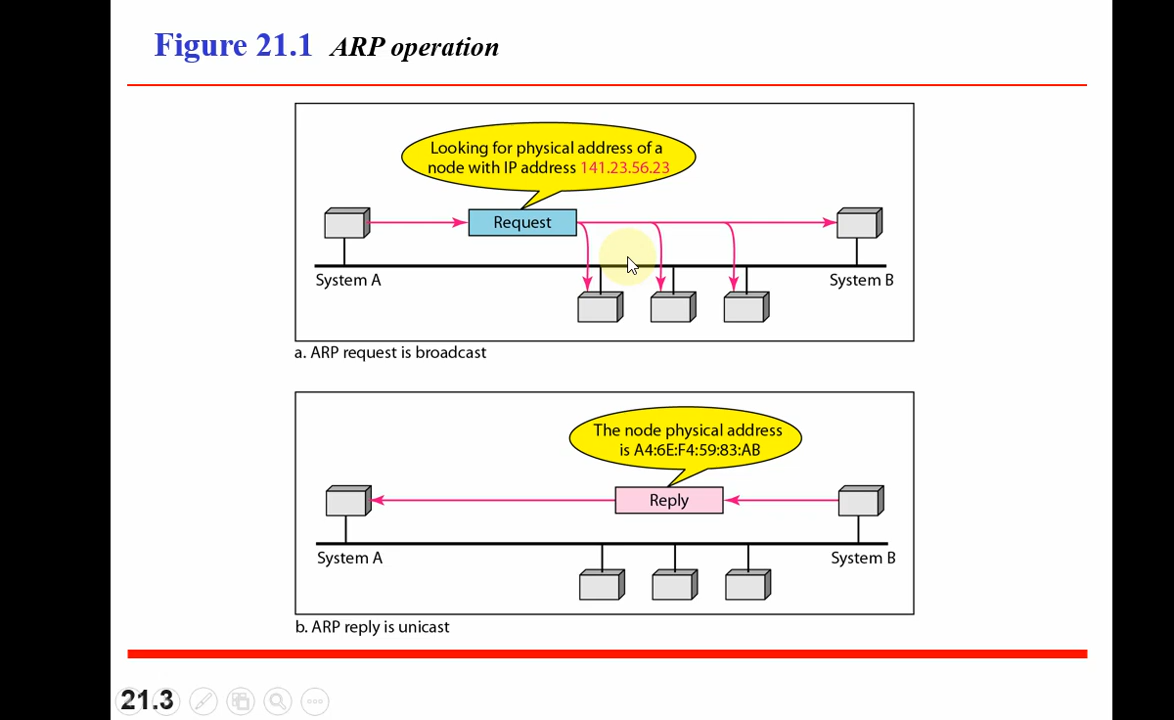 Figure 21.1 ARP operation
Looking for physical address of a
node with IP address 141.23.56.23
Request
System A
System B
a. ARP request is broadcast
The node physical address
is A4:6E:F4:59:83:AB
Reply
System A
System B
b. ARP reply is unicast
21.3